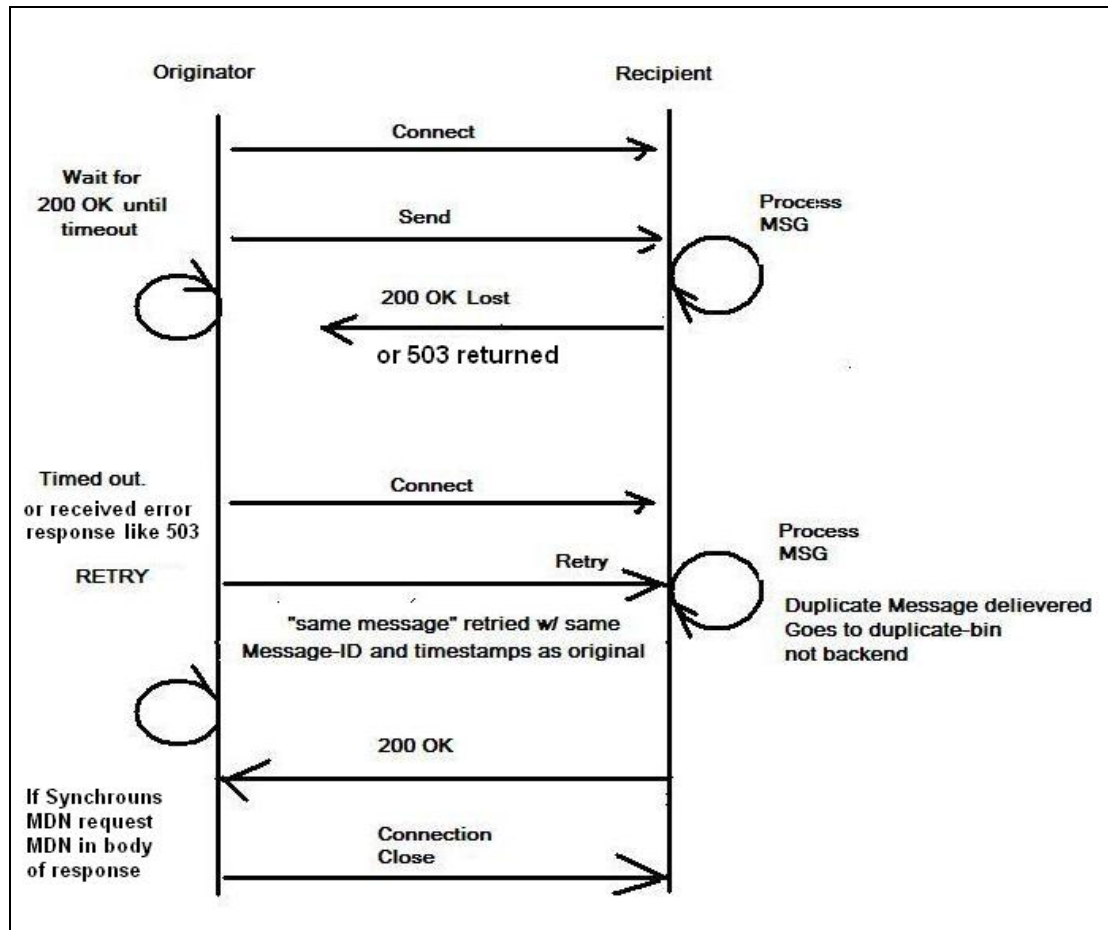 Originator
Recipient
Connect
Wait for
200 OK until
timeout
Process
MSG
Send
200 OK Lost
or 503 returned
Timed out.
or received error
response like 503
RETRY
Connect
Process
MSG
Retry
Duplicate Message delievered
Goes to duplicate-bin
not backend
"same message" retried w/ same
Message-ID and timestamps as original
200 OK
If Synchrouns
MDN request
MDN in body
of response
Connection
Close